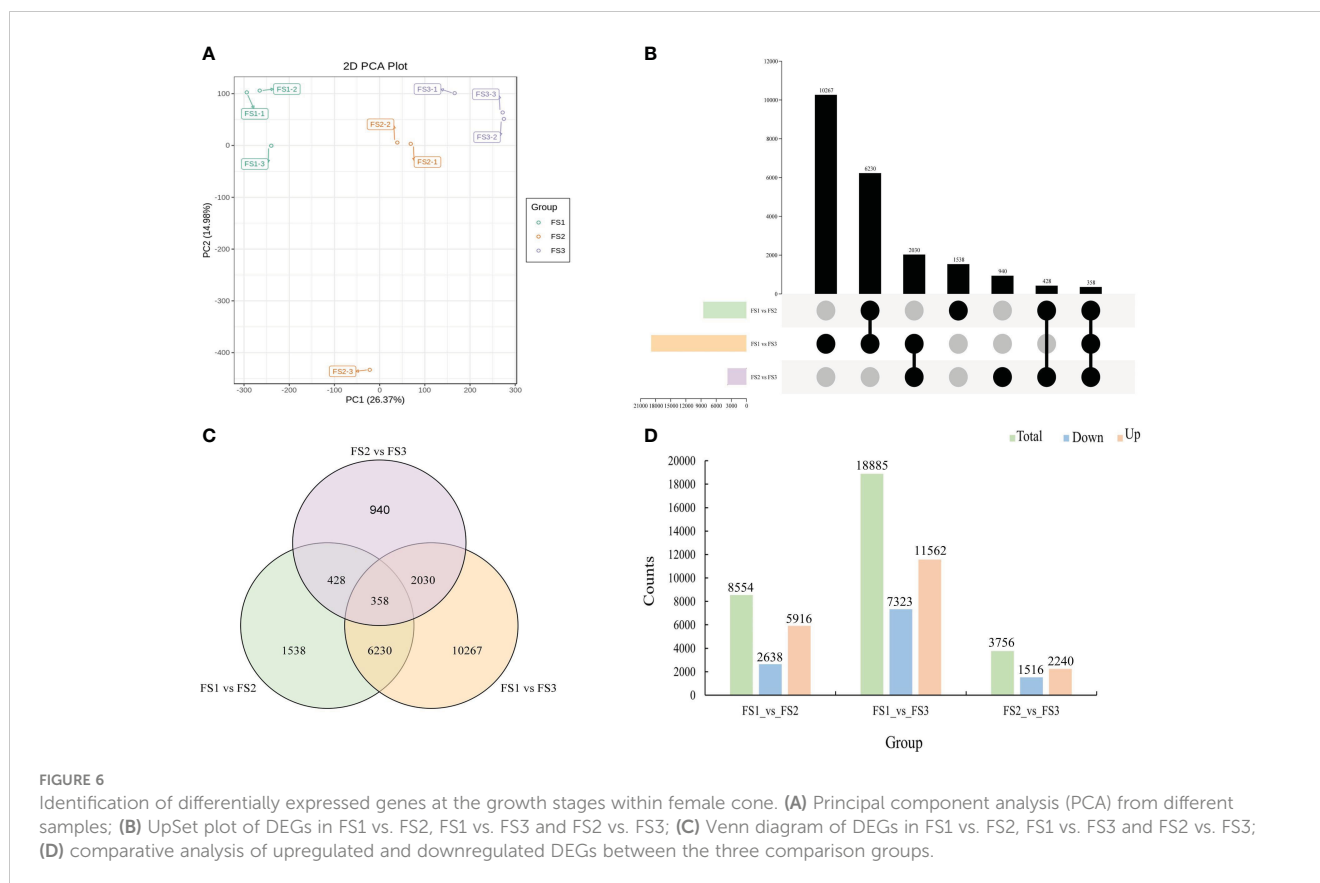 A
2D PCA Plot
100
0
-100
-200
-300
-400
PC2 (14.98%)
FS1-2
FS1-1
FS1-3
FS2-2
FS2-1
FS2-3
FS3-1
FS3-3
FS3-2
-300
-200
-100
0
100
200
300
PC1 (26.37%)
Group
FS1
FS2
FS3
B
12000
10000
8000
6000
4000
2000
0
10267
6230
2030
1538
940
428
358
FS1 vs FS2
FS1 vs FS3
FS2 vs FS3
21000 18000 15000 12000 9000 6000 3000 0
C
FS2 vs FS3
940
428
2030
358
1538
6230
10267
FS1 vs FS2
FS1 vs FS3
D
Total Down Up
20000
18000
16000
14000
12000
10000
8000
6000
4000
2000
0
Counts
8554
2638
5916
18885
7323
11562
3756
1516
2240
FS1_vs_FS2
FS1_vs_FS3
FS2_vs_FS3
Group
FIGURE 6
Identification of differentially expressed genes at the growth stages within female cone. (A) Principal component analysis (PCA) from different
samples; (B) UpSet plot of DEGs in FS1 vs. FS2, FS1 vs. FS3 and FS2 vs. FS3; (C) Venn diagram of DEGs in FS1 vs. FS2, FS1 vs. FS3 and FS2 vs. FS3;
(D) comparative analysis of upregulated and downregulated DEGs between the three comparison groups.